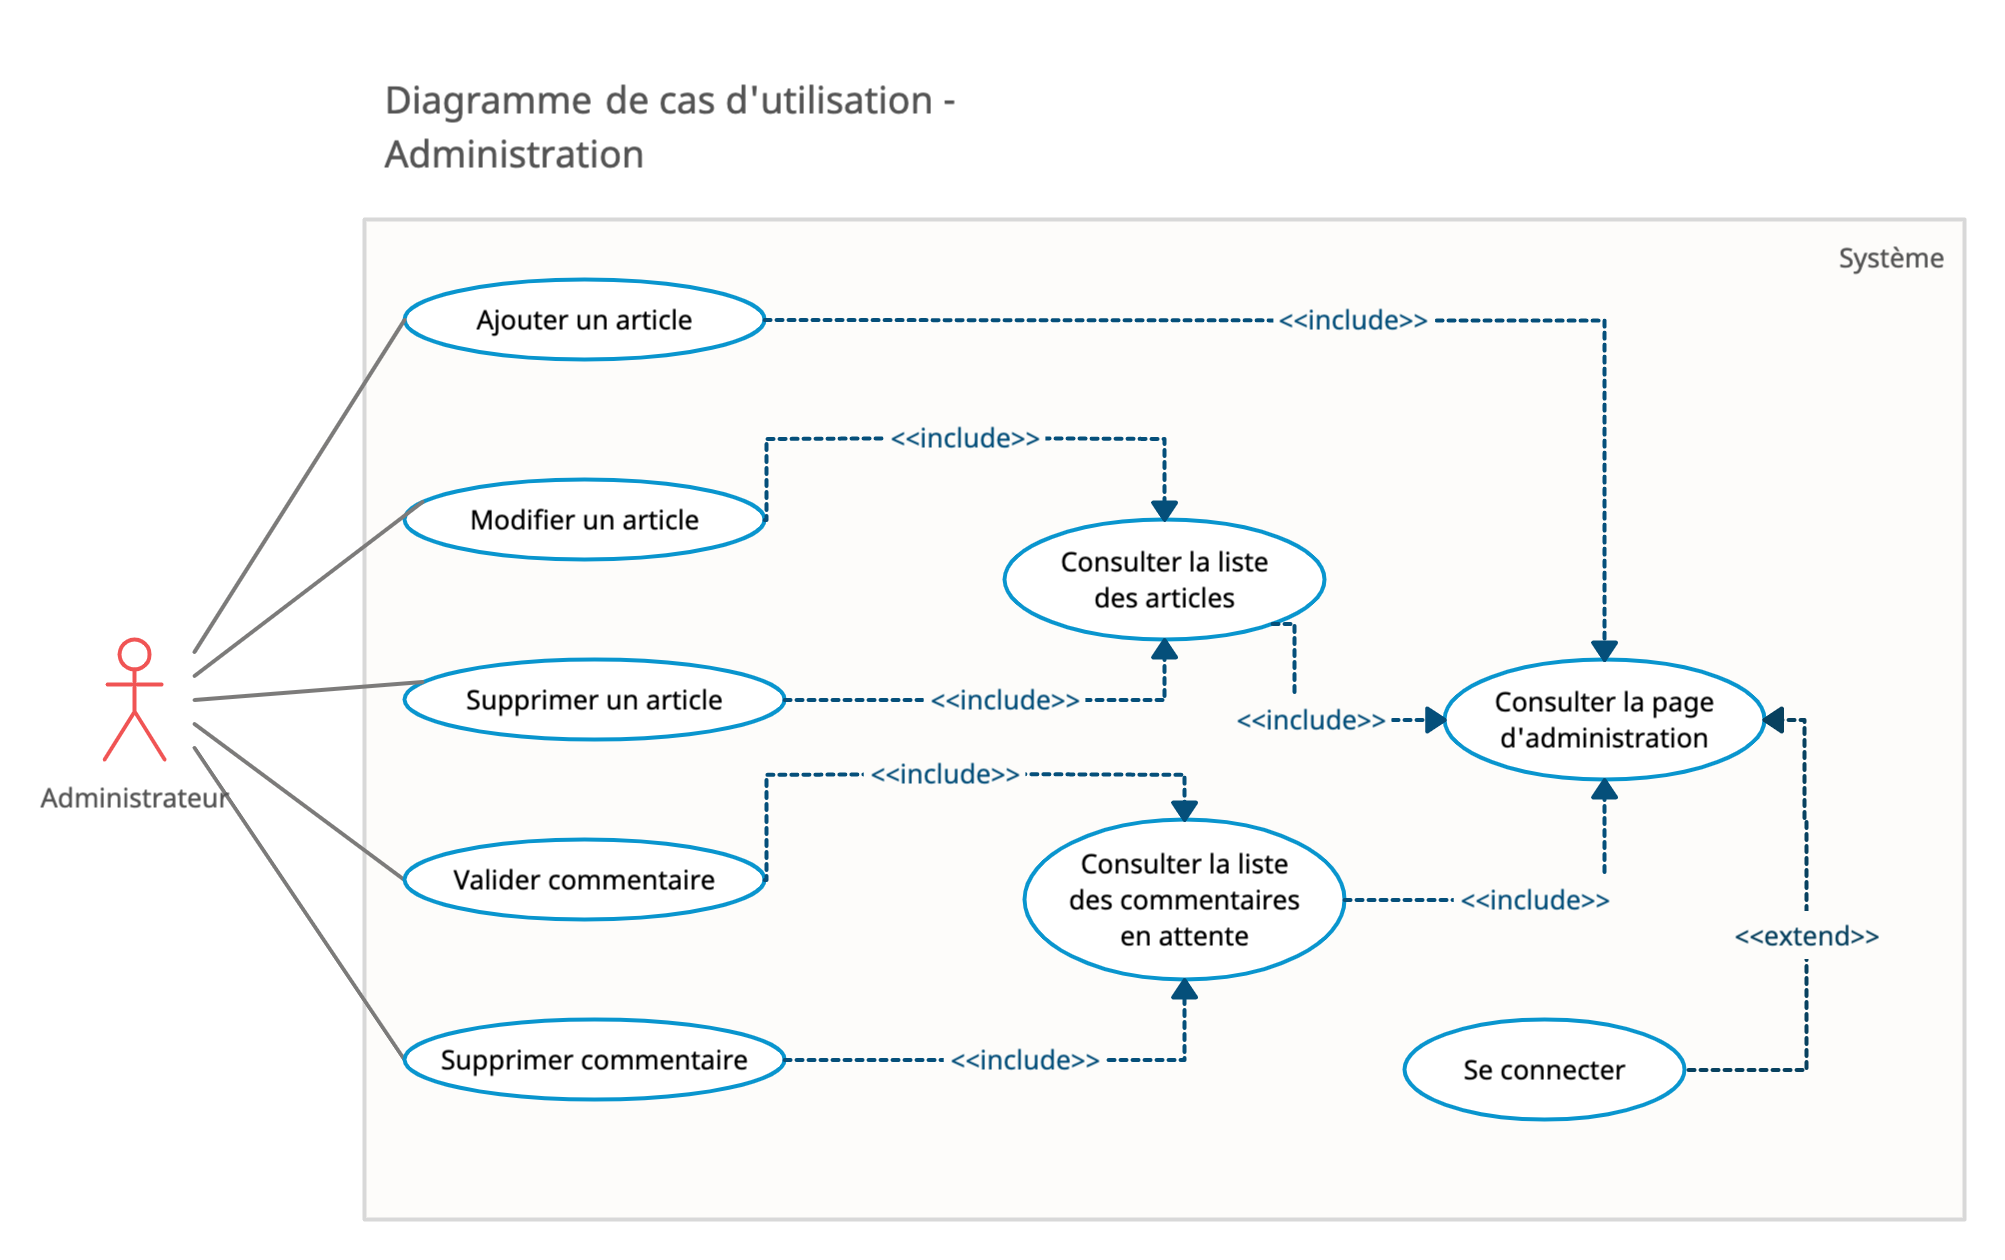 Diagramme de cas d'utilisation -
Administration
Système
Ajouter un article
<<include>>
<<include>>
Modifier un article
Consulter la liste
des articles
Supprimer un article
<<include>>
<<include>>
Consulter la page
d'administration
Administrateur
<<include>>
Valider commentaire
Consulter la liste
des commentaires
en attente
<<include>>
<<extend>>
Supprimer commentaire
<<include>>
Se connecter